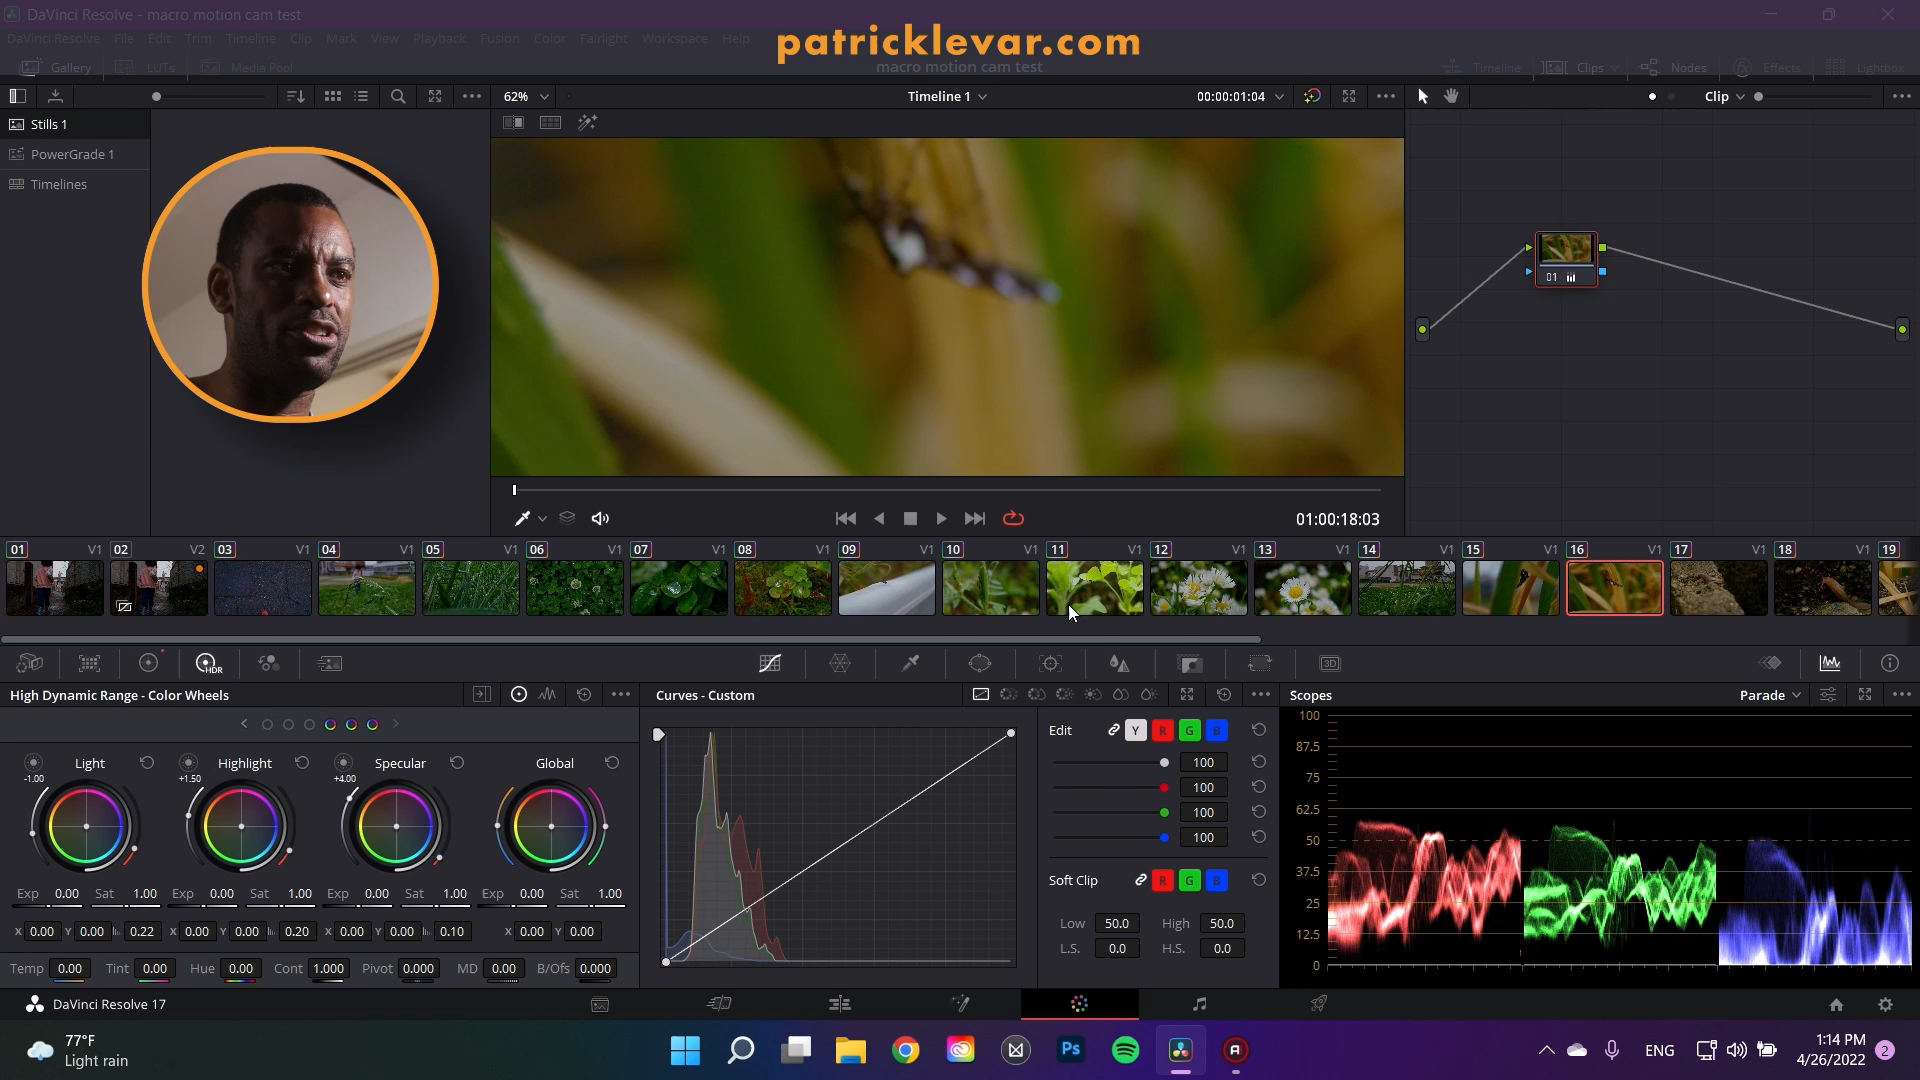 DaVinci Resolve - macro motion cam test
patricklevar.com
DaVinci Resolve File Edit Trim Timeline Clip Mark View Playback Fusion Color Fairlight Workspace Help
Gallery LUTs Media Pool macro motion cam test Timeline Clips Nodes Effects Lightbox
62% Timeline 1 00:00:01:04 Clip
Stills 1
PowerGrade 1
Timelines
01
01:00:18:03
01 V1 02 V2 03 V1 04 V1 05 V1 06 V1 07 V1 08 V1 09 V1 10 V1 11 V1 12 V1 13 V1 14 V1 15 V1 16 V1 17 V1 18 V1 19
HDR 3D
High Dynamic Range - Color Wheels Curves - Custom Scopes Parade
Light Highlight Specular Global
-1.00 +1.50 +4.00
Exp 0.00 Sat 1.00 Exp 0.00 Sat 1.00 Exp 0.00 Sat 1.00 Exp 0.00 Sat 1.00
X 0.00 Y 0.00 0.22 X 0.00 Y 0.00 0.20 X 0.00 Y 0.00 0.10 X 0.00 Y 0.00
Temp 0.00 Tint 0.00 Hue 0.00 Cont 1.000 Pivot 0.000 MD 0.00 B/Ofs 0.000
Edit Y R G B
100
100
100
100
Soft Clip R G B
Low 50.0 High 50.0
L.S. 0.0 H.S. 0.0
100
87.5
75
62.5
50
37.5
25
12.5
0
DaVinci Resolve 17
77°F
Light rain
Ps
ENG
1:14 PM
4/26/2022
2